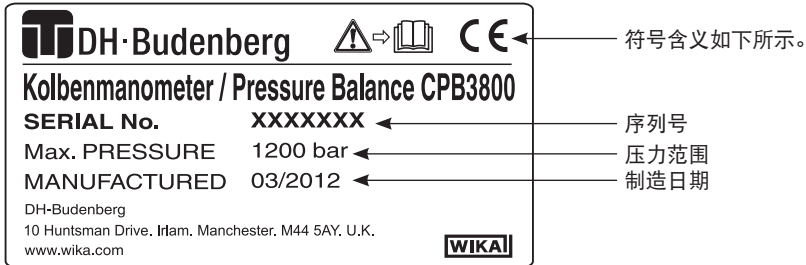 DH-Budenberg CE 符号含义如下所示。
Kolbenmanometer / Pressure Balance CPB3800
SERIAL No. XXXXXXX 序列号
Max. PRESSURE 1200 bar 压力范围
MANUFACTURED 03/2012 制造日期
DH-Budenberg
10 Huntsman Drive. Irlam. Manchester. M44 5AY. U.K.
www.wika.com WIKA